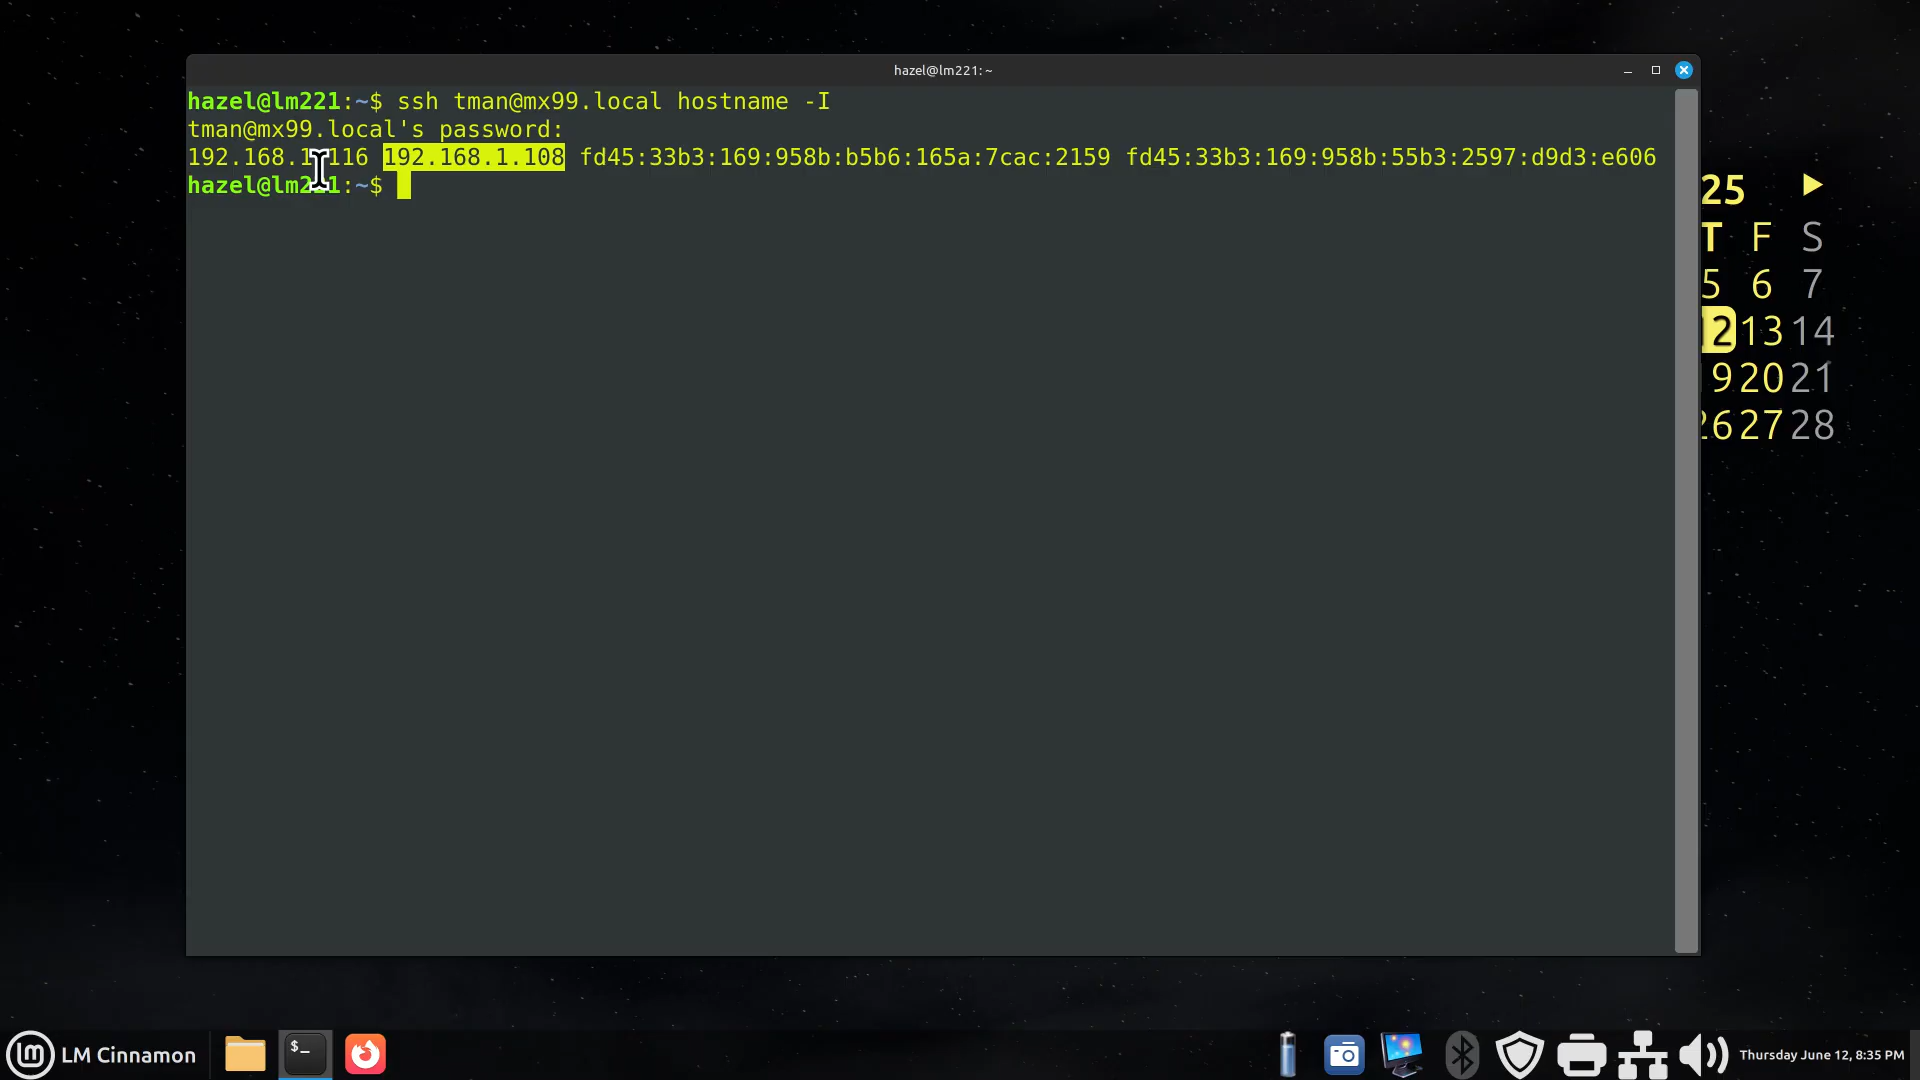 hazel@lm221: ~
hazel@lm221:~$ ssh tman@mx99.local hostname -I
tman@mx99.local's password:
192.168.1.116 192.168.1.108 fd45:33b3:169:958b:b5b6:165a:7cac:2159 fd45:33b3:169:958b:55b3:2597:d9d3:e606
hazel@lm221:~$
25
T F S
5 6 7
12 13 14
19 20 21
26 27 28
LM Cinnamon
$_
Thursday June 12, 8:35 PM